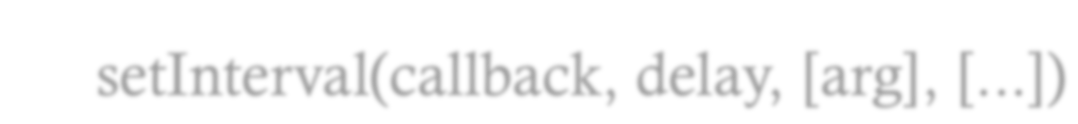 setInterval(callback, delay, [arg], [...])